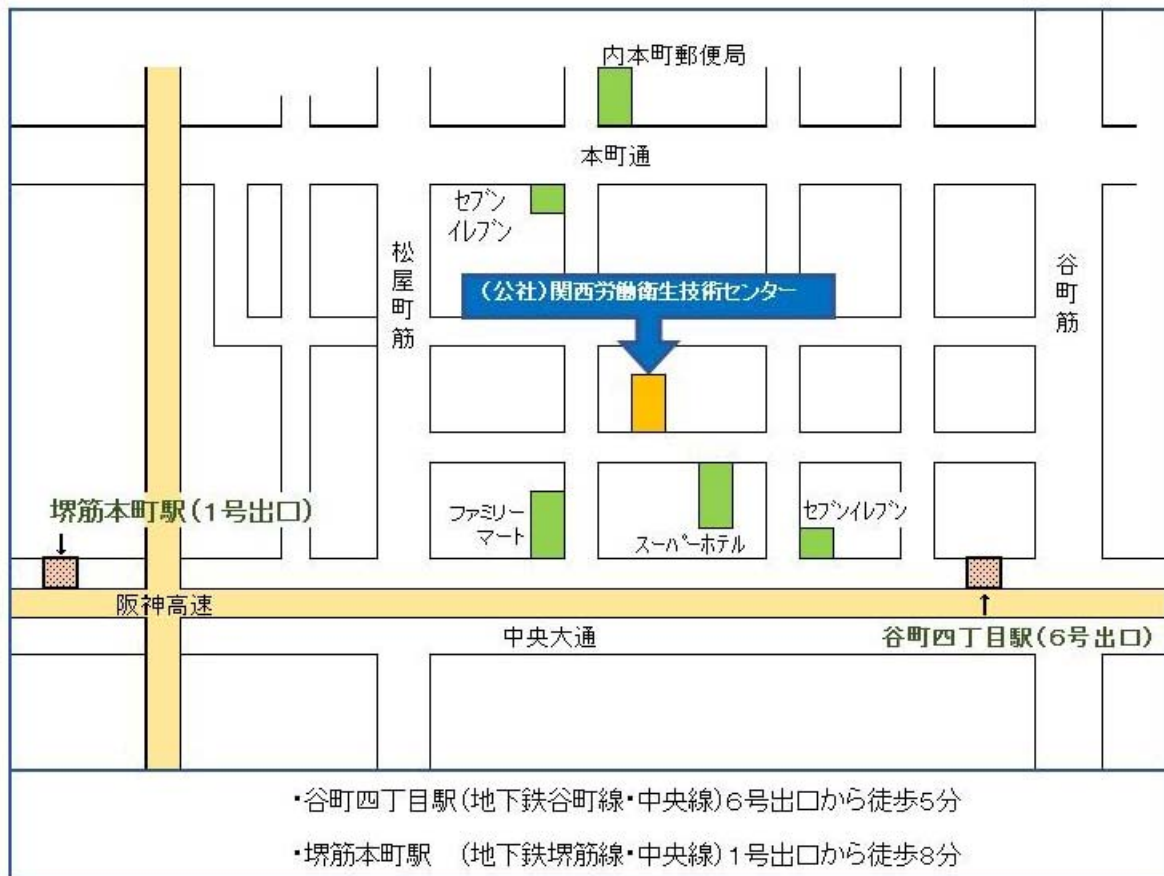 内本町郵便局
本町通
セブン
イレブン
松屋町筋
谷町筋
(公社)関西労働衛生技術センター
堺筋本町駅(1号出口)
↓
ファミリー
マート
スーパーホテル
セブンイレブン
阪神高速
↑
中央大通
谷町四丁目駅(6号出口)
・谷町四丁目駅(地下鉄谷町線・中央線)6号出口から徒歩5分
・堺筋本町駅　(地下鉄堺筋線・中央線)1号出口から徒歩8分